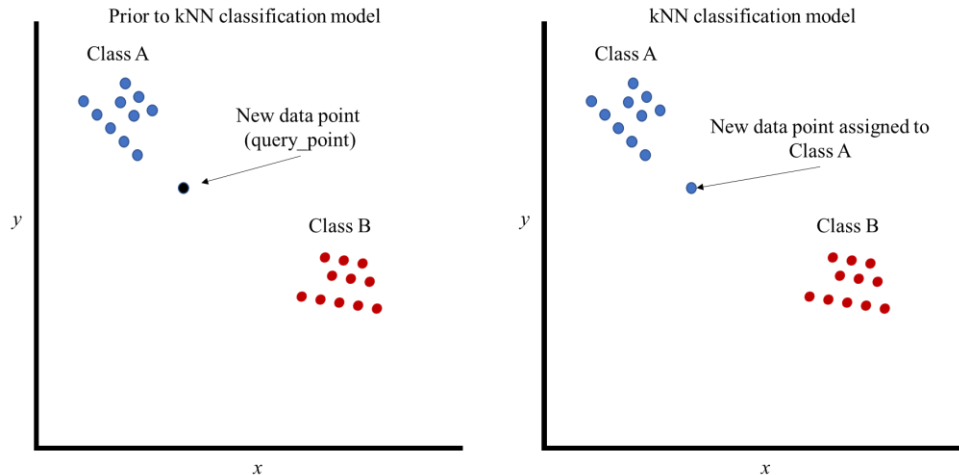 Prior to kNN classification model
Class A
New data point
(query_point)
Class B
y
x
kNN classification model
Class A
New data point assigned to
Class A
Class B
y
x